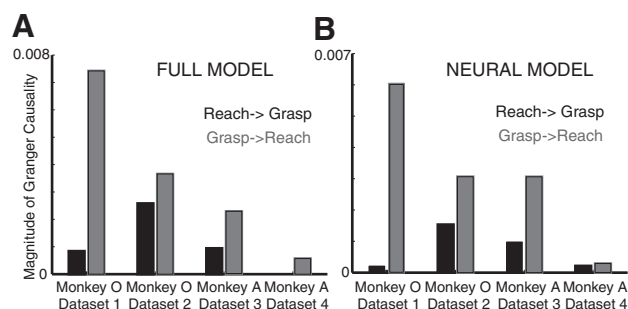 A
0.008
FULL MODEL
Reach-> Grasp
Grasp->Reach
Magnitude of Granger Causality
0
Monkey O Monkey O Monkey A Monkey A
Dataset 1 Dataset 2 Dataset 3 Dataset 4
B
0.007
NEURAL MODEL
Reach-> Grasp
Grasp->Reach
0
Monkey O Monkey O Monkey A Monkey A
Dataset 1 Dataset 2 Dataset 3 Dataset 4